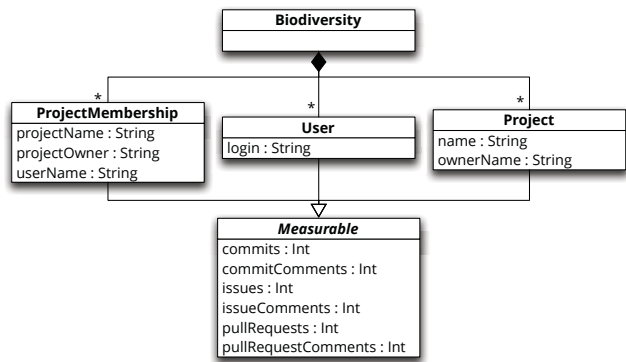 Biodiversity
*
*
*
ProjectMembership
projectName : String
projectOwner : String
userName : String
User
login : String
Project
name : String
ownerName : String
Measurable
commits : Int
commitComments : Int
issues : Int
issueComments : Int
pullRequests : Int
pullRequestComments : Int